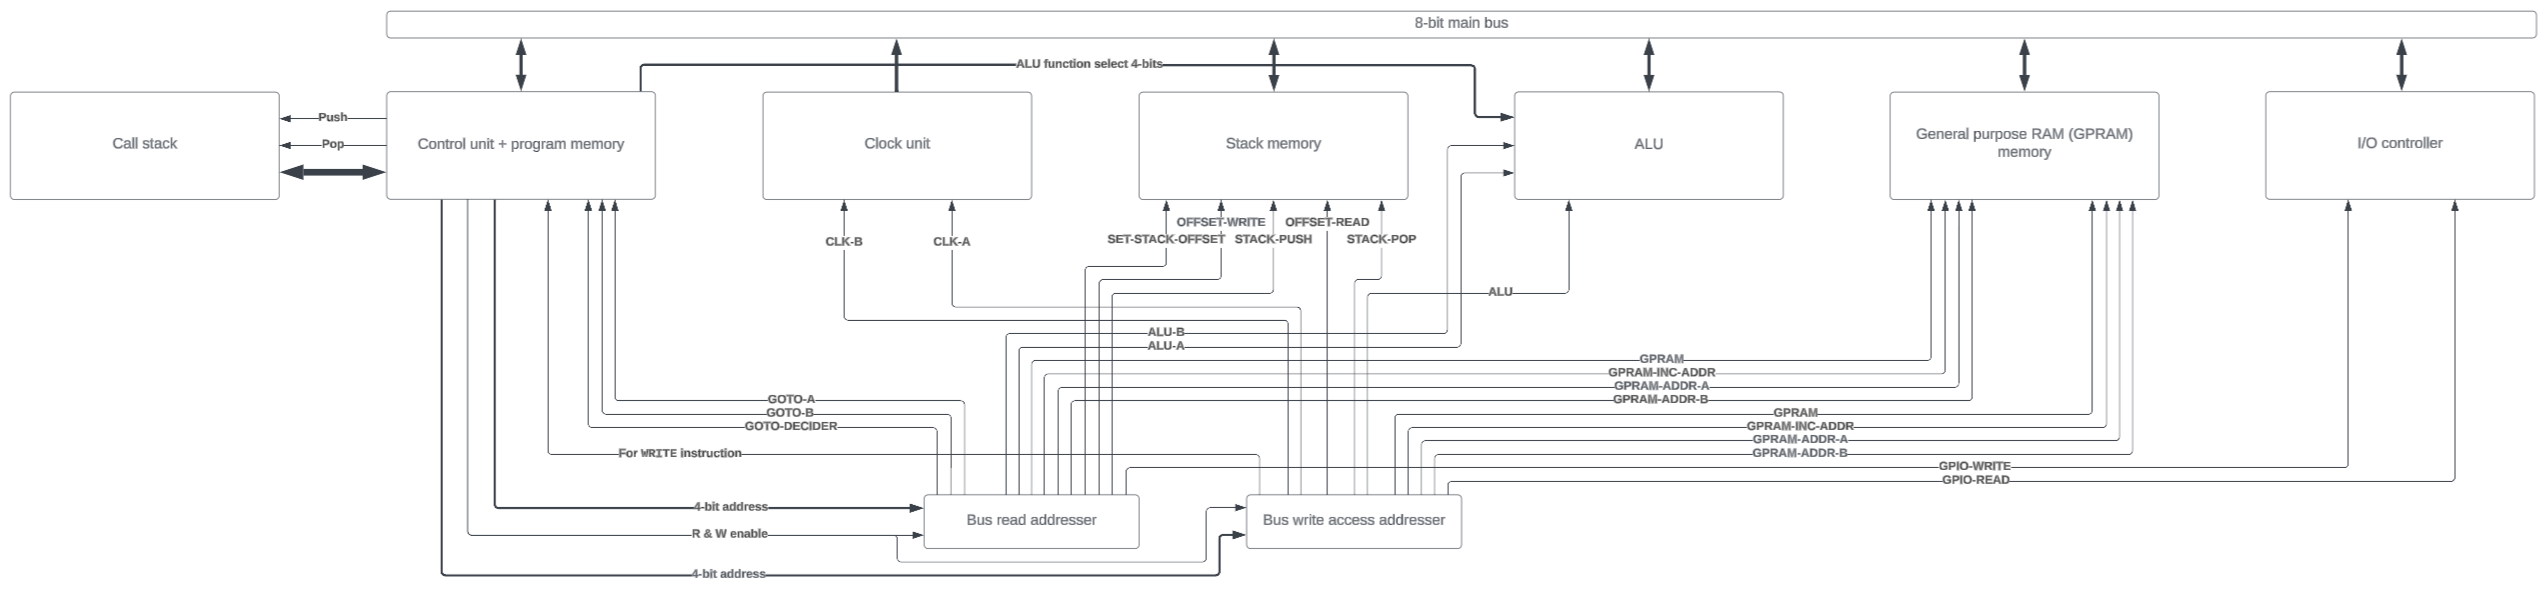 8-bit main bus
ALU function select 4-bits
Call stack
Push
Pop
Control unit + program memory
Clock unit
Stack memory
ALU
General purpose RAM (GPRAM)
memory
I/O controller
OFFSET-WRITE
OFFSET-READ
CLK-B
CLK-A
SET-STACK-OFFSET
STACK-PUSH
STACK-POP
ALU
ALU-B
ALU-A
GPRAM
GPRAM-INC-ADDR
GPRAM-ADDR-A
GPRAM-ADDR-B
GOTO-A
GOTO-B
GOTO-DECIDER
GPRAM
GPRAM-INC-ADDR
GPRAM-ADDR-A
GPRAM-ADDR-B
For WRITE instruction
GPIO-WRITE
GPIO-READ
4-bit address
R & W enable
4-bit address
Bus read addresser
Bus write access addresser